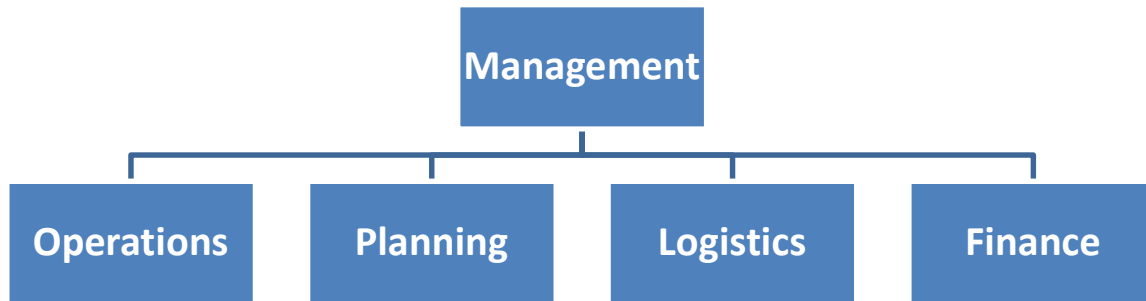 Management
Operations
Planning
Logistics
Finance